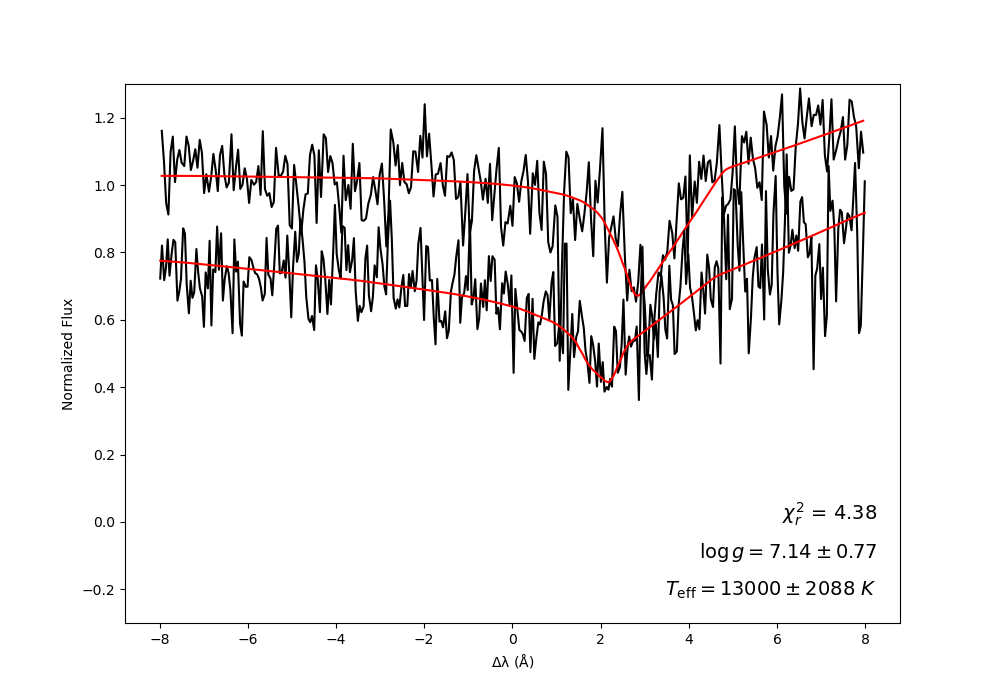 1.2
1.0
0.8
0.6
0.4
0.2
0.0
−0.2
Normalized Flux
χ²ᵣ = 4.38
log g = 7.14 ± 0.77
T_eff = 13000 ± 2088 K
−8 −6 −4 −2 0 2 4 6 8
Δλ (Å)